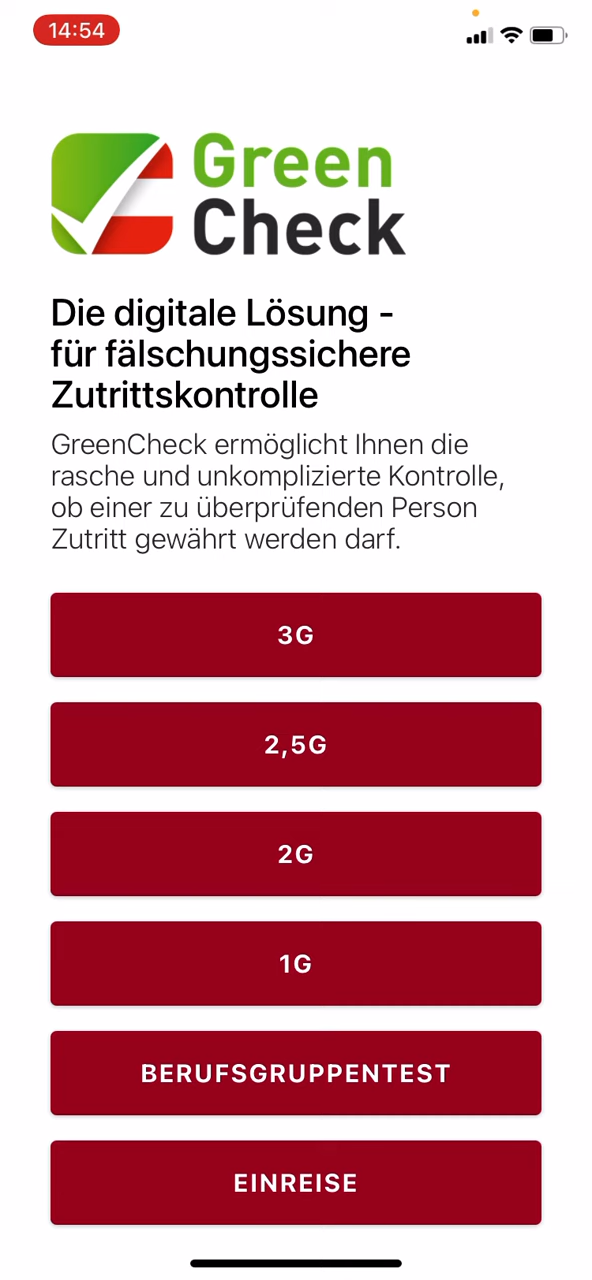 14:54
Green
Check
Die digitale Lösung -
für fälschungssichere
Zutrittskontrolle
GreenCheck ermöglicht Ihnen die
rasche und unkomplizierte Kontrolle,
ob einer zu überprüfenden Person
Zutritt gewährt werden darf.
3G
2,5G
2G
1G
BERUFSGRUPPENTEST
EINREISE